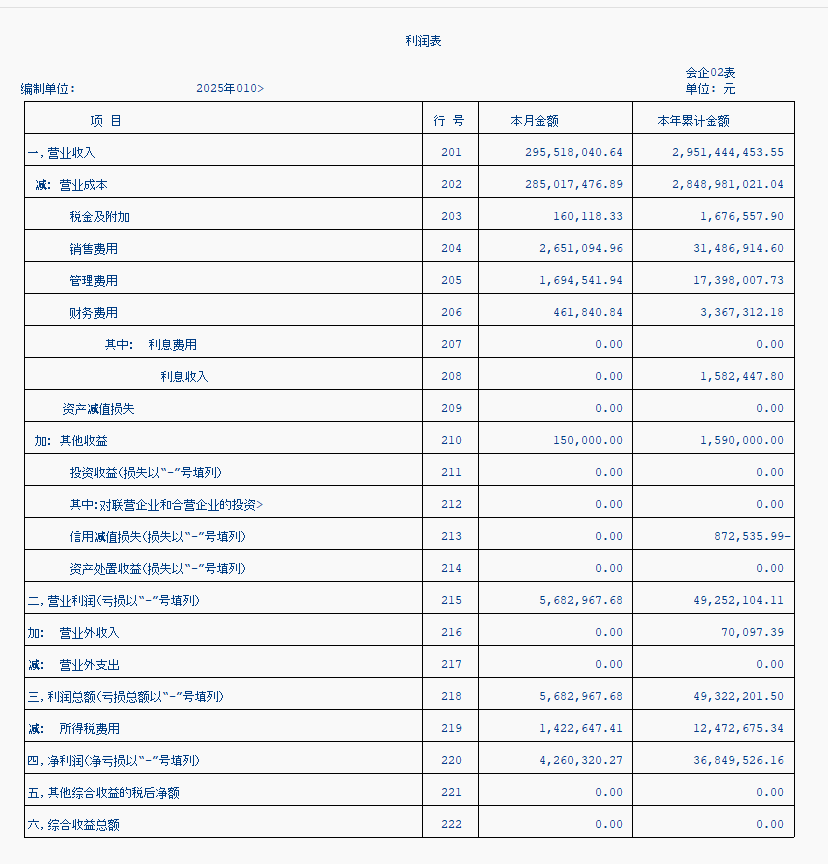 利润表
会企02表
编制单位: 2025年010> 单位: 元
项 目 行 号 本月金额 本年累计金额
一,营业收入 201 295,518,040.64 2,951,444,453.55
减: 营业成本 202 285,017,476.89 2,848,981,021.04
税金及附加 203 160,118.33 1,676,557.90
销售费用 204 2,651,094.96 31,486,914.60
管理费用 205 1,694,541.94 17,398,007.73
财务费用 206 461,840.84 3,367,312.18
其中: 利息费用 207 0.00 0.00
利息收入 208 0.00 1,582,447.80
资产减值损失 209 0.00 0.00
加: 其他收益 210 150,000.00 1,590,000.00
投资收益(损失以“-”号填列) 211 0.00 0.00
其中:对联营企业和合营企业的投资> 212 0.00 0.00
信用减值损失(损失以“-”号填列) 213 0.00 872,535.99-
资产处置收益(损失以“-”号填列) 214 0.00 0.00
二,营业利润(亏损以“-”号填列) 215 5,682,967.68 49,252,104.11
加: 营业外收入 216 0.00 70,097.39
减: 营业外支出 217 0.00 0.00
三,利润总额(亏损总额以“-”号填列) 218 5,682,967.68 49,322,201.50
减: 所得税费用 219 1,422,647.41 12,472,675.34
四,净利润(净亏损以“-”号填列) 220 4,260,320.27 36,849,526.16
五,其他综合收益的税后净额 221 0.00 0.00
六,综合收益总额 222 0.00 0.00